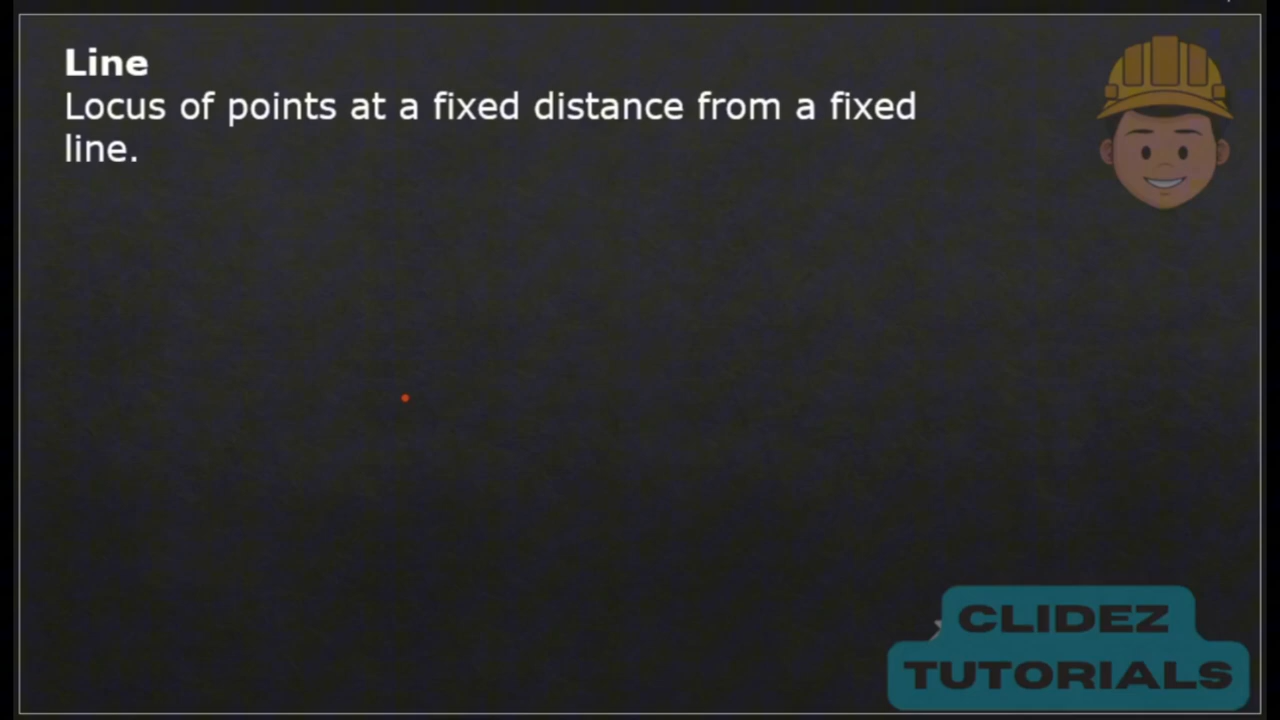 Line
Locus of points at a fixed distance from a fixed
line.
CLIDEZ
TUTORIALS